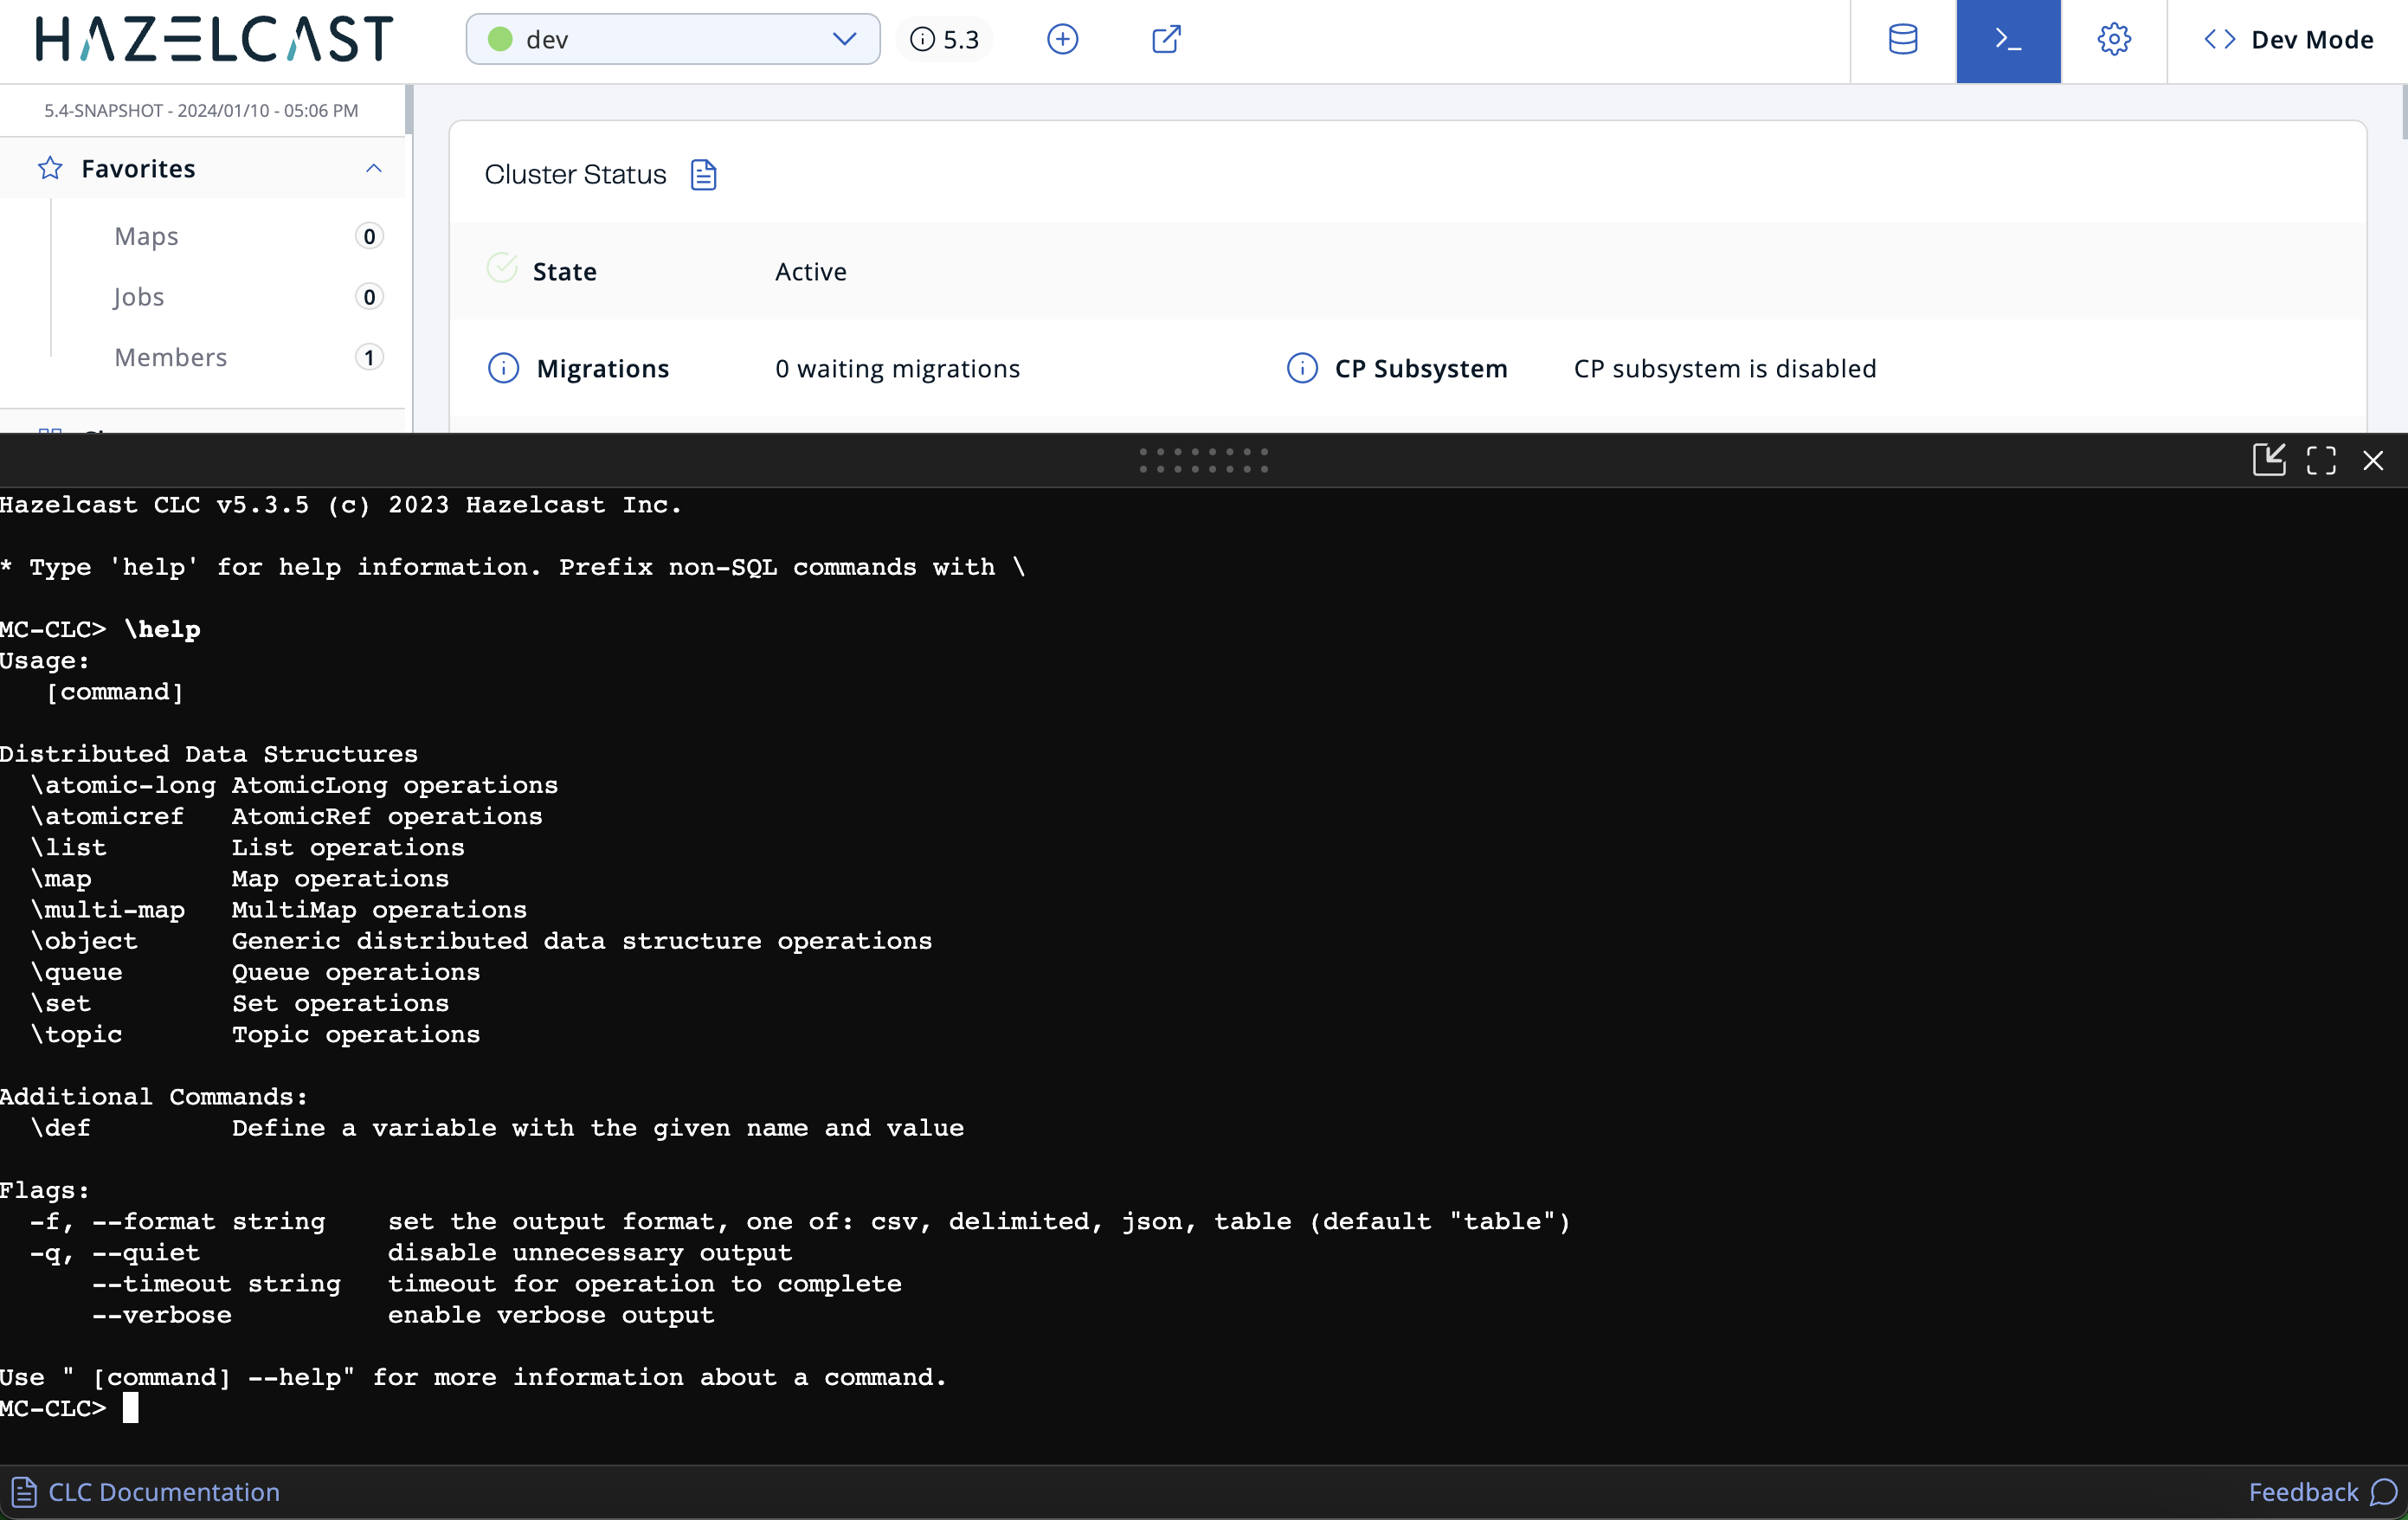 HAZELCAST
dev
5.3
Dev Mode
5.4-SNAPSHOT - 2024/01/10 - 05:06 PM
Favorites
Maps 0
Jobs 0
Members 1
Cluster Status
State Active
Migrations 0 waiting migrations CP Subsystem CP subsystem is disabled
Hazelcast CLC v5.3.5 (c) 2023 Hazelcast Inc.
* Type 'help' for help information. Prefix non-SQL commands with \
MC-CLC> \help
Usage:
[command]
Distributed Data Structures
\atomic-long AtomicLong operations
\atomicref AtomicRef operations
\list List operations
\map Map operations
\multi-map MultiMap operations
\object Generic distributed data structure operations
\queue Queue operations
\set Set operations
\topic Topic operations
Additional Commands:
\def Define a variable with the given name and value
Flags:
-f, --format string set the output format, one of: csv, delimited, json, table (default "table")
-q, --quiet disable unnecessary output
--timeout string timeout for operation to complete
--verbose enable verbose output
Use " [command] --help" for more information about a command.
MC-CLC>
CLC Documentation
Feedback